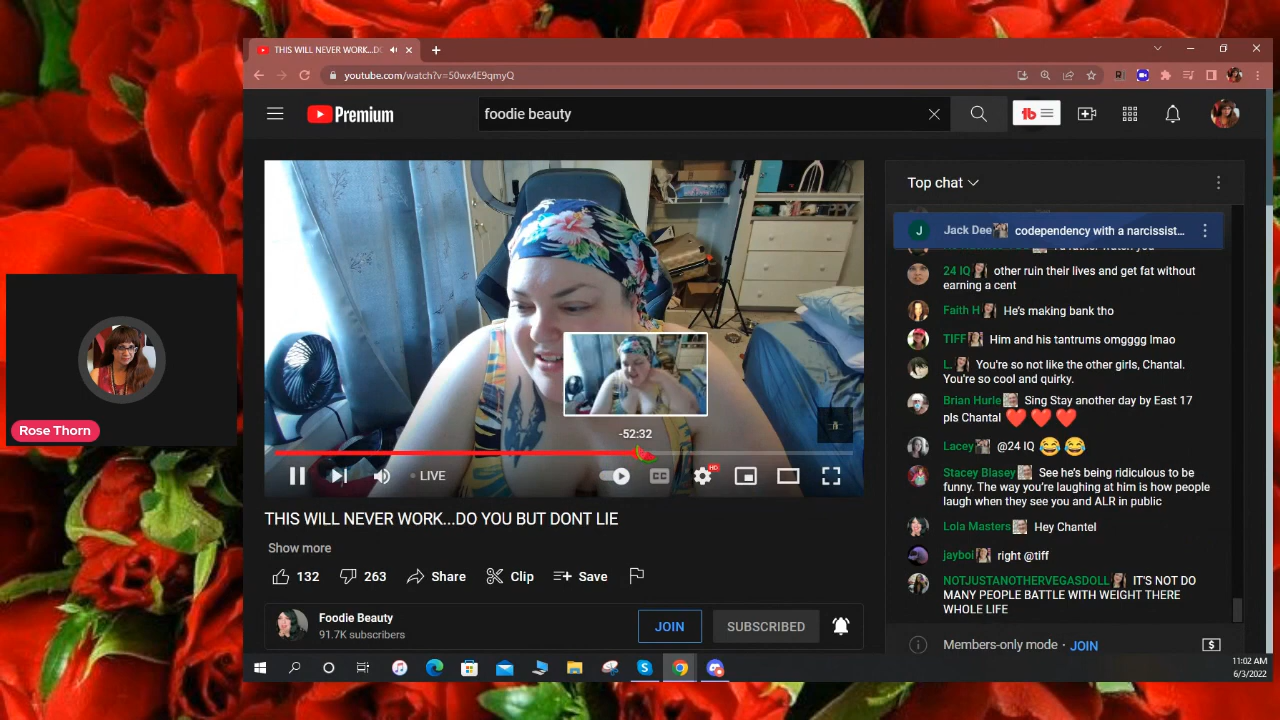 THIS WILL NEVER WORK...DO
youtube.com/watch?v=50wx4E9qmyQ
Premium
foodie beauty
Top chat
J
Jack Dee codependency with a narcissist...
24 IQ other ruin their lives and get fat without
earning a cent
Faith H He's making bank tho
TIFF Him and his tantrums omgggg lmao
L. You're so not like the other girls, Chantal.
You're so cool and quirky.
Brian Hurle Sing Stay another day by East 17
pls Chantal ❤️❤️❤️
Lacey @24 IQ 😂😂
Stacey Blasey See he's being ridiculous to be
funny. The way you're laughing at him is how people
laugh when they see you and ALR in public
Lola Masters Hey Chantel
jayboi right @tiff
NOTJUSTANOTHERVEGASDOLL IT'S NOT DO
MANY PEOPLE BATTLE WITH WEIGHT THERE
WHOLE LIFE
Members-only mode · JOIN
Rose Thorn
-52:32
LIVE
CC
HD
THIS WILL NEVER WORK...DO YOU BUT DONT LIE
Show more
132
263
Share
Clip
Save
Foodie Beauty
91.7K subscribers
JOIN
SUBSCRIBED
11:02 AM
6/3/2022